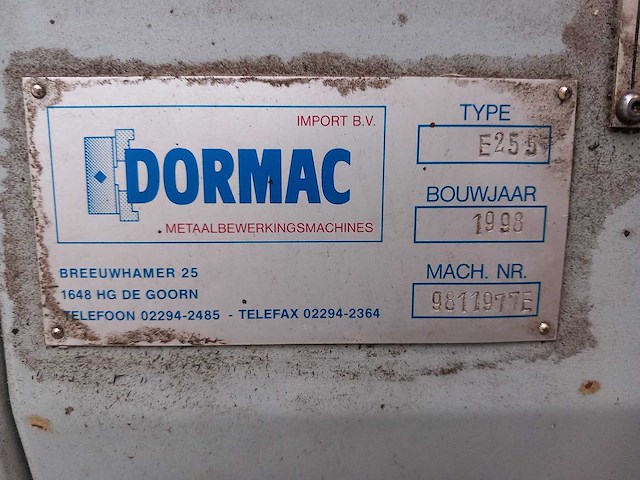 IMPORT B.V.
DORMAC
METAALBEWERKINGSMACHINES
BREEUWHAMER 25
1648 HG DE GOORN
TELEFOON 02294-2485 - TELEFAX 02294-2364
TYPE
E255
BOUWJAAR
1998
MACH. NR.
9811977E